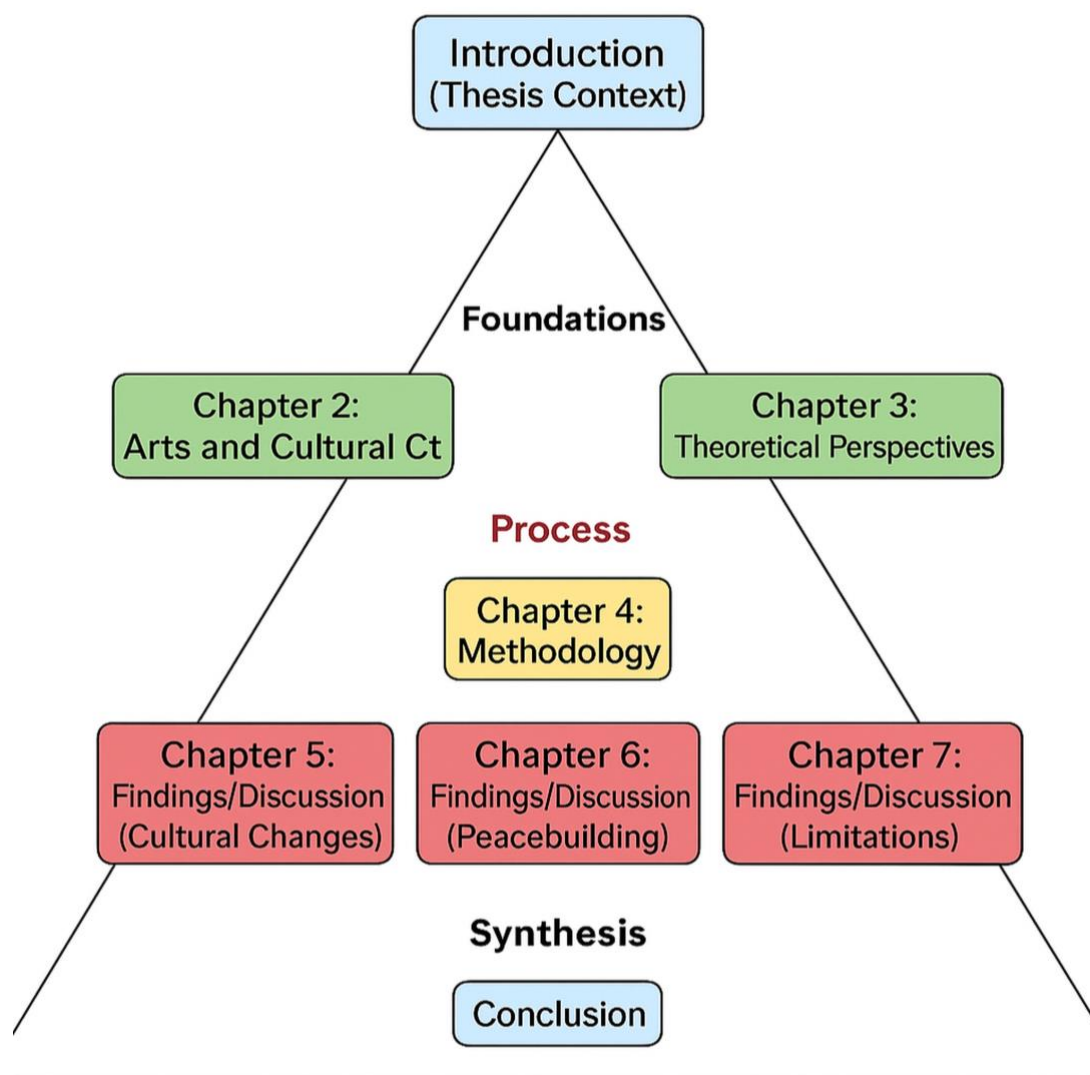 Introduction
(Thesis Context)
Foundations
Chapter 2:
Arts and Cultural Ct
Chapter 3:
Theoretical Perspectives
Process
Chapter 4:
Methodology
Chapter 5:
Findings/Discussion
(Cultural Changes)
Chapter 6:
Findings/Discussion
(Peacebuilding)
Chapter 7:
Findings/Discussion
(Limitations)
Synthesis
Conclusion